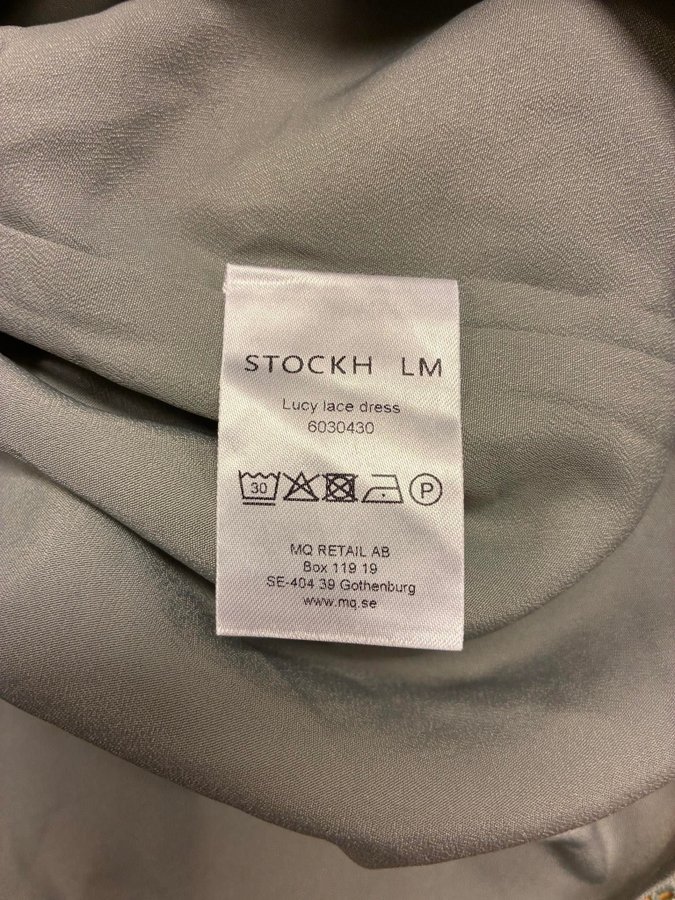 STOCKH LM
Lucy lace dress
6030430
30 P
MQ RETAIL AB
Box 119 19
SE-404 39 Gothenburg
www.mq.se